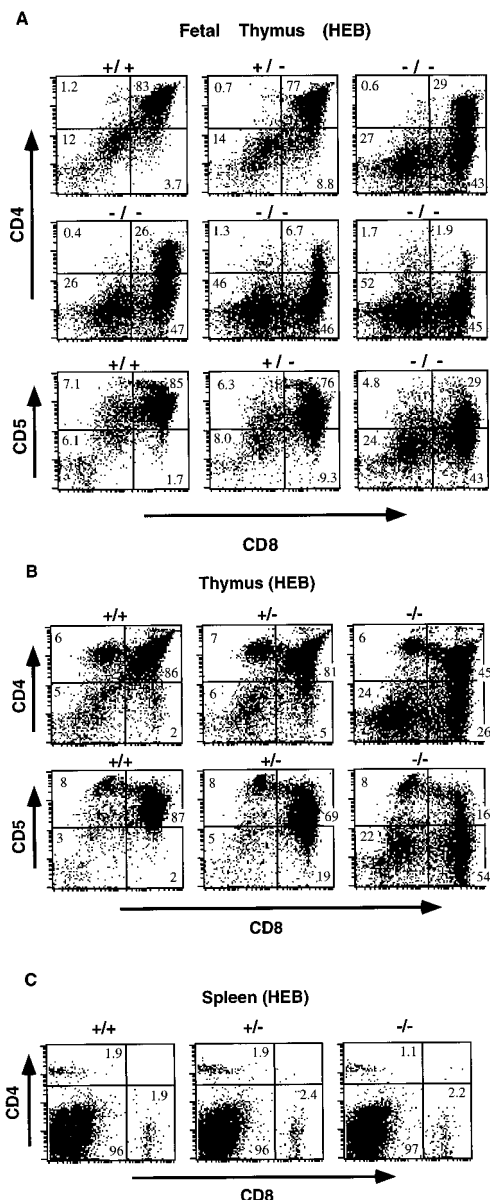 A
Fetal Thymus (HEB)
+/+ +/- -/-
1.2 83 0.7 77 0.6 29
12 3.7 14 8.8 27 43
CD4
-/- -/- -/-
0.4 26 1.3 6.7 1.7 1.9
26 47 46 46 52 45
+/+ +/- -/-
7.1 85 6.3 76 4.8 29
CD5
6.1 1.7 8.0 9.3 24 43
CD8
B
Thymus (HEB)
+/+ +/- -/-
6 86 7 81 6 45
CD4
5 2 6 5 24 26
+/+ +/- -/-
8 87 8 69 8 16
CD5
3 2 5 19 22 54
CD8
C
Spleen (HEB)
+/+ +/- -/-
1.9 1.9 1.1
CD4
1.9 2.4 2.2
96 96 97
CD8